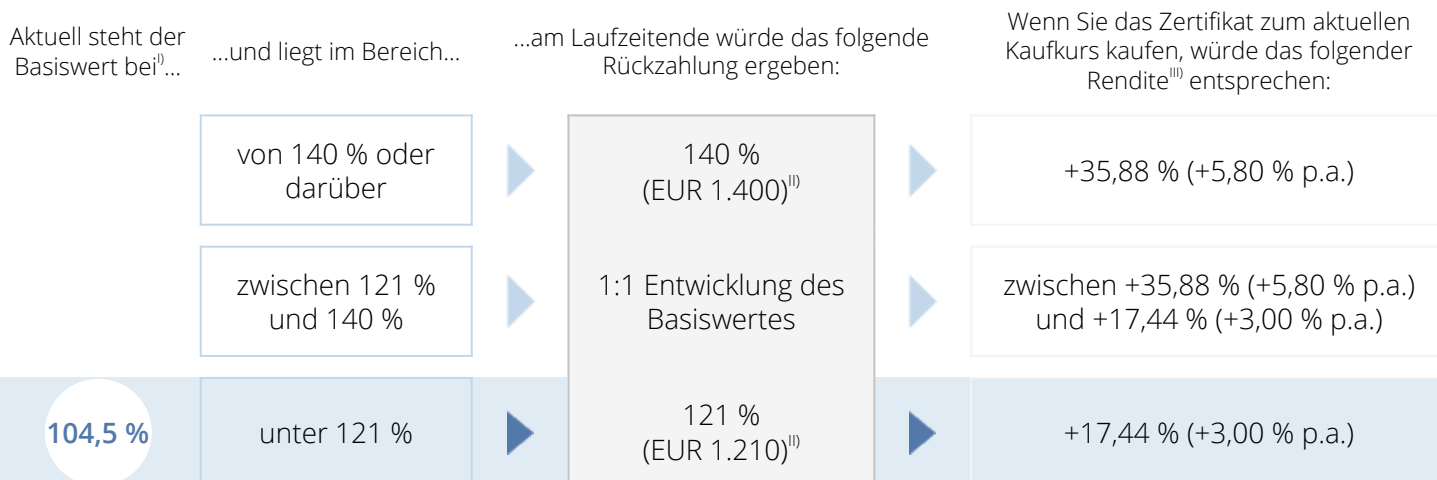 Aktuell steht der
Basiswert bei<sup>I)</sup>...
...und liegt im Bereich...
...am Laufzeitende würde das folgende
Rückzahlung ergeben:
Wenn Sie das Zertifikat zum aktuellen
Kaufkurs kaufen, würde das folgender
Rendite<sup>III)</sup> entsprechen:
von 140 % oder
darüber
140 %
(EUR 1.400)<sup>II)</sup>
+35,88 % (+5,80 % p.a.)
zwischen 121 %
und 140 %
1:1 Entwicklung des
Basiswertes
zwischen +35,88 % (+5,80 % p.a.)
und +17,44 % (+3,00 % p.a.)
104,5 %
unter 121 %
121 %
(EUR 1.210)<sup>II)</sup>
+17,44 % (+3,00 % p.a.)